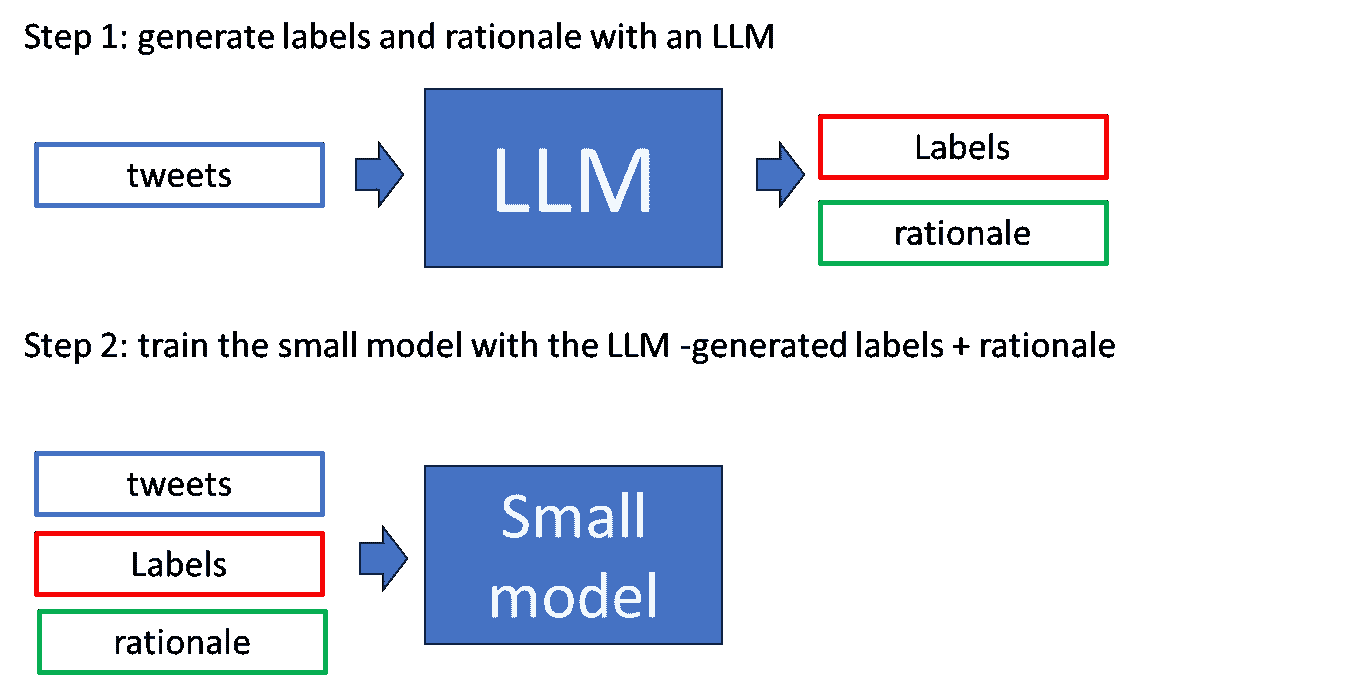 Step 1: generate labels and rationale with an LLM
tweets
LLM
Labels
rationale
Step 2: train the small model with the LLM -generated labels + rationale
tweets
Labels
rationale
Small
model